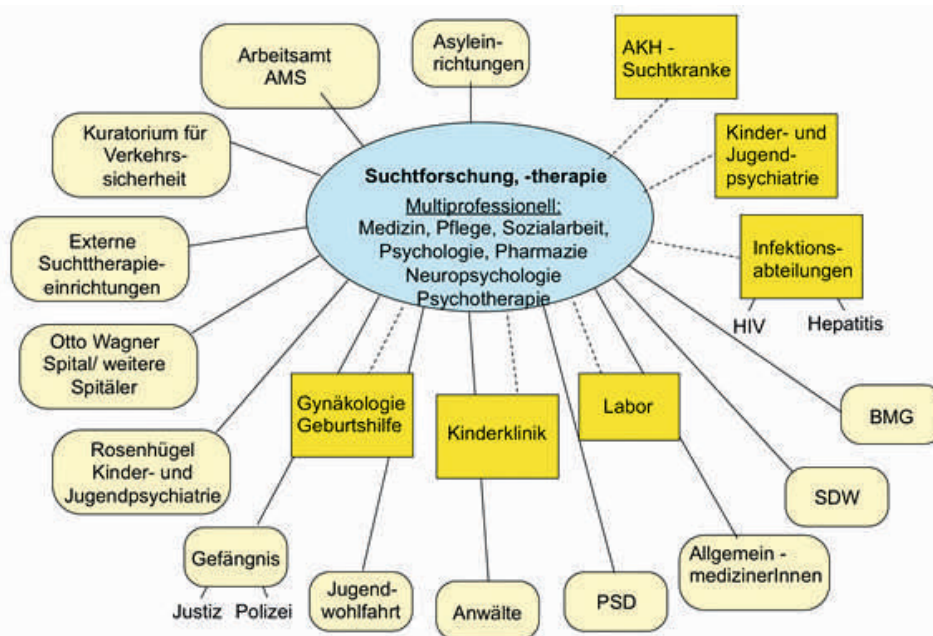 Arbeitsamt
AMS
Asylein-
richtungen
AKH -
Suchtkranke
Kuratorium für
Verkehrs-
sicherheit
Kinder- und
Jugend-
psychiatrie
Suchtforschung, -therapie
Multiprofessionell:
Medizin, Pflege, Sozialarbeit,
Psychologie, Pharmazie
Neuropsychologie
Psychotherapie
Externe
Suchttherapie-
einrichtungen
Infektions-
abteilungen
HIV
Hepatitis
Otto Wagner
Spital/ weitere
Spitäler
Gynäkologie
Geburtshilfe
Kinderklinik
Labor
BMG
Rosenhügel
Kinder- und
Jugendpsychiatrie
SDW
Gefängnis
Justiz
Polizei
Jugend-
wohlfahrt
Anwälte
PSD
Allgemein -
medizinerInnen